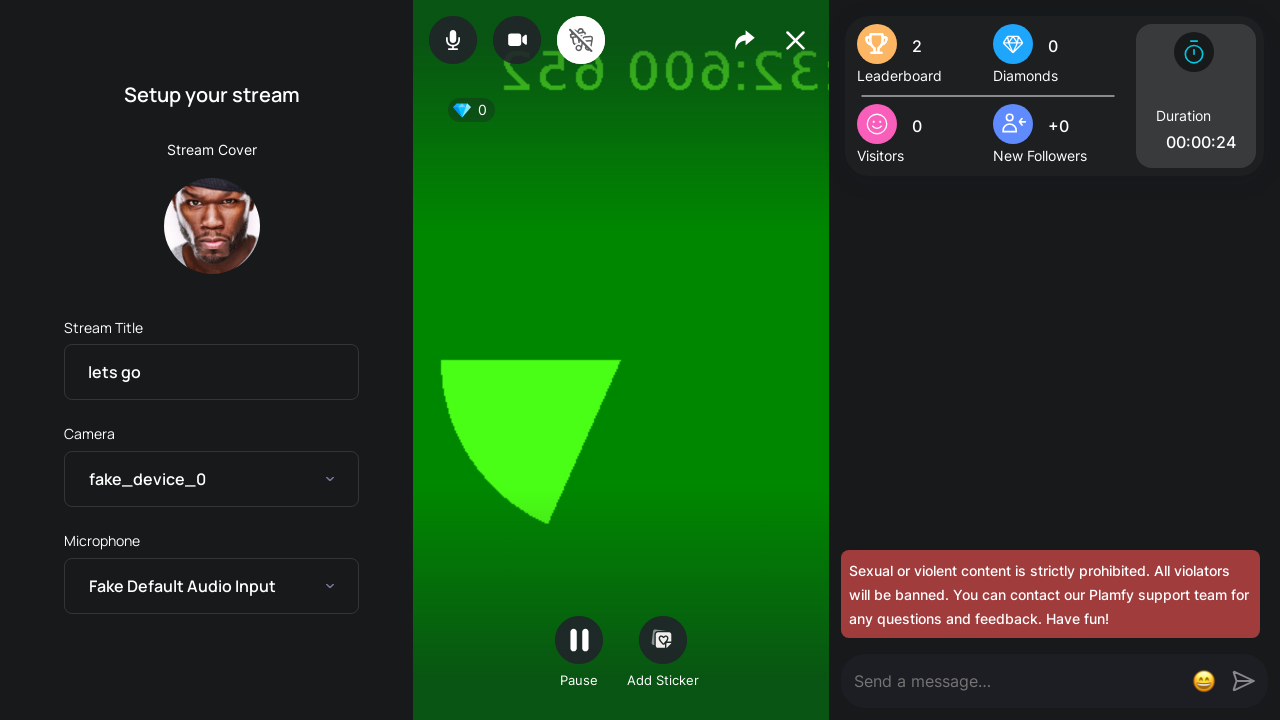 Setup your stream
Stream Cover
Stream Title
lets go
Camera
fake_device_0
Microphone
Fake Default Audio Input
0
Pause
Add Sticker
2
Leaderboard
0
Diamonds
0
Visitors
+0
New Followers
Duration
00:00:24
Sexual or violent content is strictly prohibited. All violators
will be banned. You can contact our Plamfy support team for
any questions and feedback. Have fun!
Send a message...